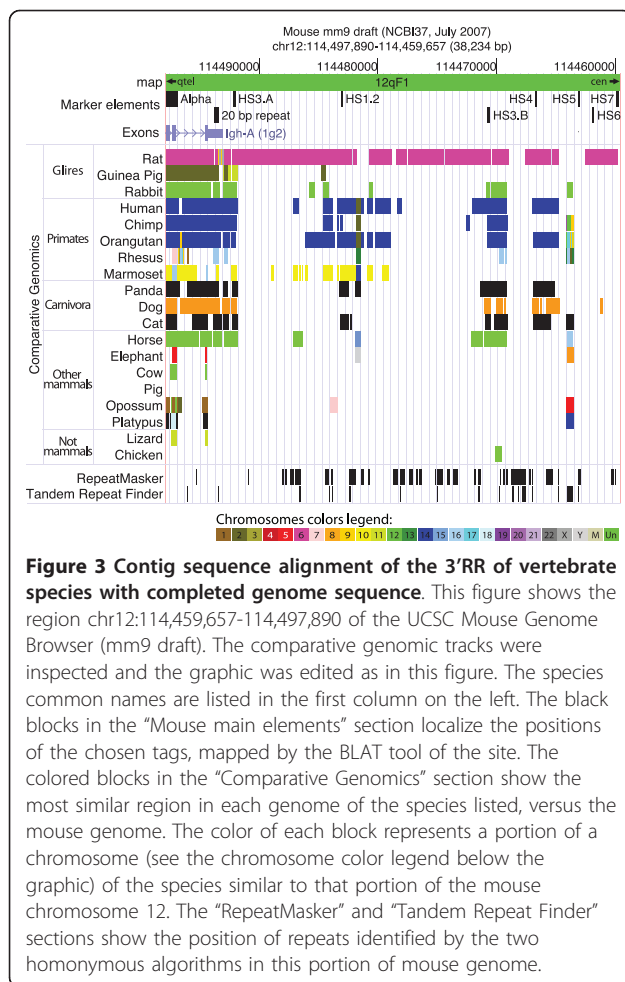 Mouse mm9 draft (NCBI37, July 2007)
chr12:114,497,890-114,459,657 (38,234 bp)
114490000 114480000 114470000 114460000
map qtel 12qF1 cen
Marker elements Alpha HS3.A HS1.2 HS4 HS5 HS7
20 bp repeat HS3.B HS6
Exons Igh-A (1g2)
Comparative Genomics
Glires
Rat
Guinea Pig
Rabbit
Primates
Human
Chimp
Orangutan
Rhesus
Marmoset
Carnivora
Panda
Dog
Cat
Other mammals
Horse
Elephant
Cow
Pig
Opossum
Platypus
Not mammals
Lizard
Chicken
RepeatMasker
Tandem Repeat Finder
Chromosomes colors legend:
1 2 3 4 5 6 7 8 9 10 11 12 13 14 15 16 17 18 19 20 21 22 X Y M Un
Figure 3 Contig sequence alignment of the 3'RR of vertebrate
species with completed genome sequence. This figure shows the
region chr12:114,459,657-114,497,890 of the UCSC Mouse Genome
Browser (mm9 draft). The comparative genomic tracks were
inspected and the graphic was edited as in this figure. The species
common names are listed in the first column on the left. The black
blocks in the "Mouse main elements" section localize the positions
of the chosen tags, mapped by the BLAT tool of the site. The
colored blocks in the "Comparative Genomics" section show the
most similar region in each genome of the species listed, versus the
mouse genome. The color of each block represents a portion of a
chromosome (see the chromosome color legend below the
graphic) of the species similar to that portion of the mouse
chromosome 12. The "RepeatMasker" and "Tandem Repeat Finder"
sections show the position of repeats identified by the two
homonymous algorithms in this portion of mouse genome.